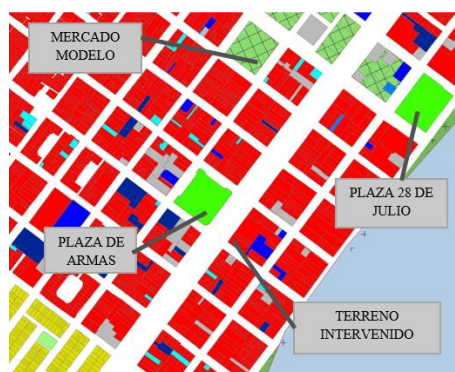 MERCADO
MODELO
PLAZA 28 DE
JULIO
PLAZA DE
ARMAS
TERRENO
INTERVENIDO